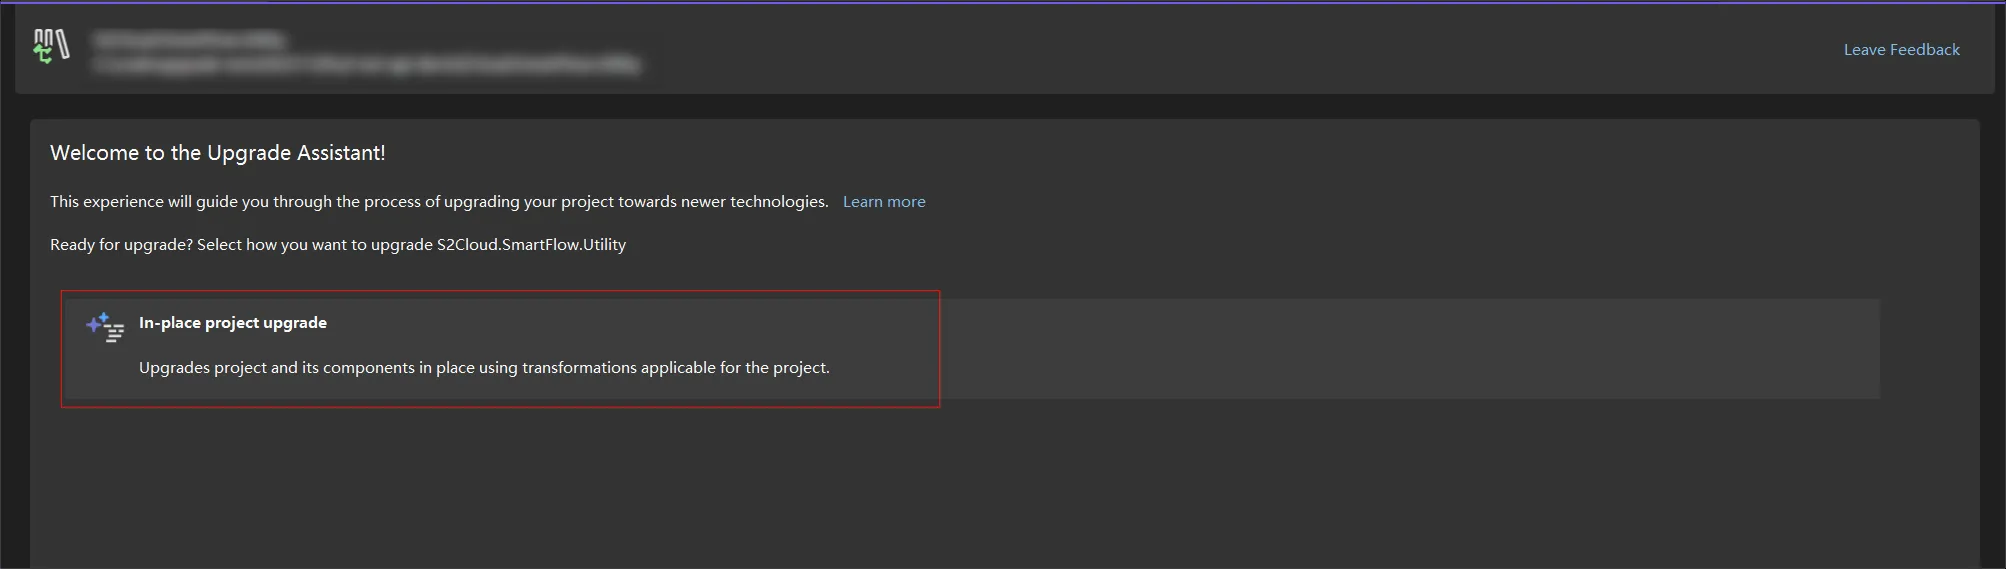 Leave Feedback
Welcome to the Upgrade Assistant!
This experience will guide you through the process of upgrading your project towards newer technologies. Learn more
Ready for upgrade? Select how you want to upgrade S2Cloud.SmartFlow.Utility
In-place project upgrade
Upgrades project and its components in place using transformations applicable for the project.